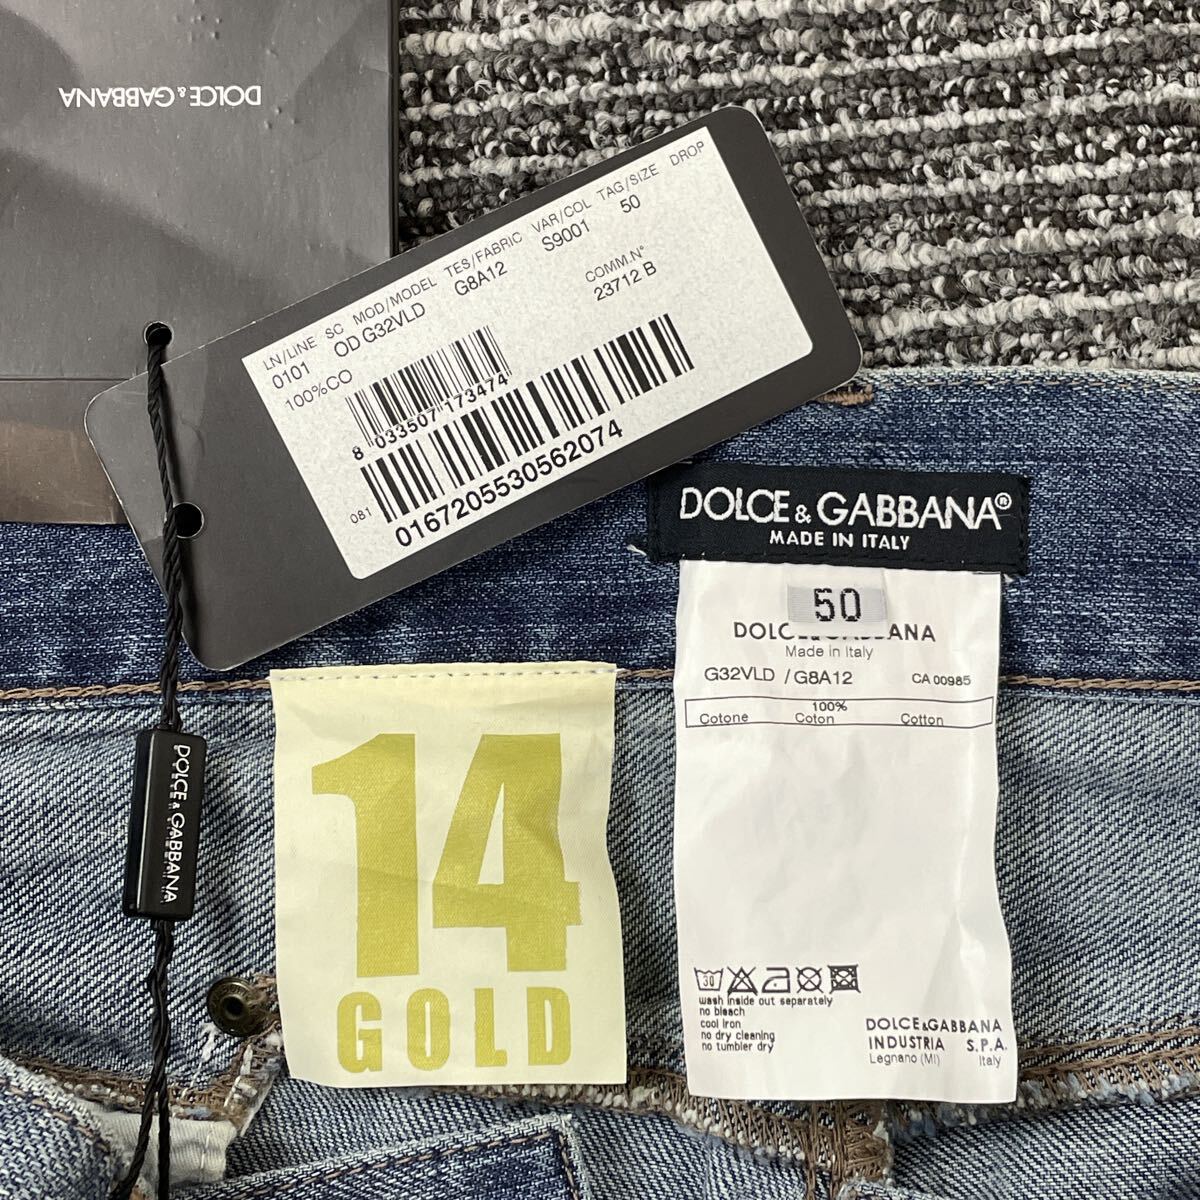 DOLCE&GABBANA
LN/LINE SC MOD/MODEL TES/FABRIC VAR/COL TAG/SIZE DROP
0101 OD G32VLD G8A12 S9001 50
100%CO
COMM.N°
23712 B
8 033507 173474
081
0167205530562074
DOLCE&GABBANA®
MADE IN ITALY
50
Made in Italy
G32VLD / G8A12 CA 00985
100%
Cotone Coton Cotton
30
wash inside out separately
no bleach
cool iron
no dry cleaning
no tumbler dry
DOLCE&GABBANA
INDUSTRIA S.P.A.
Legnano (MI) Italy
14
GOLD
DOLCE&GABBANA